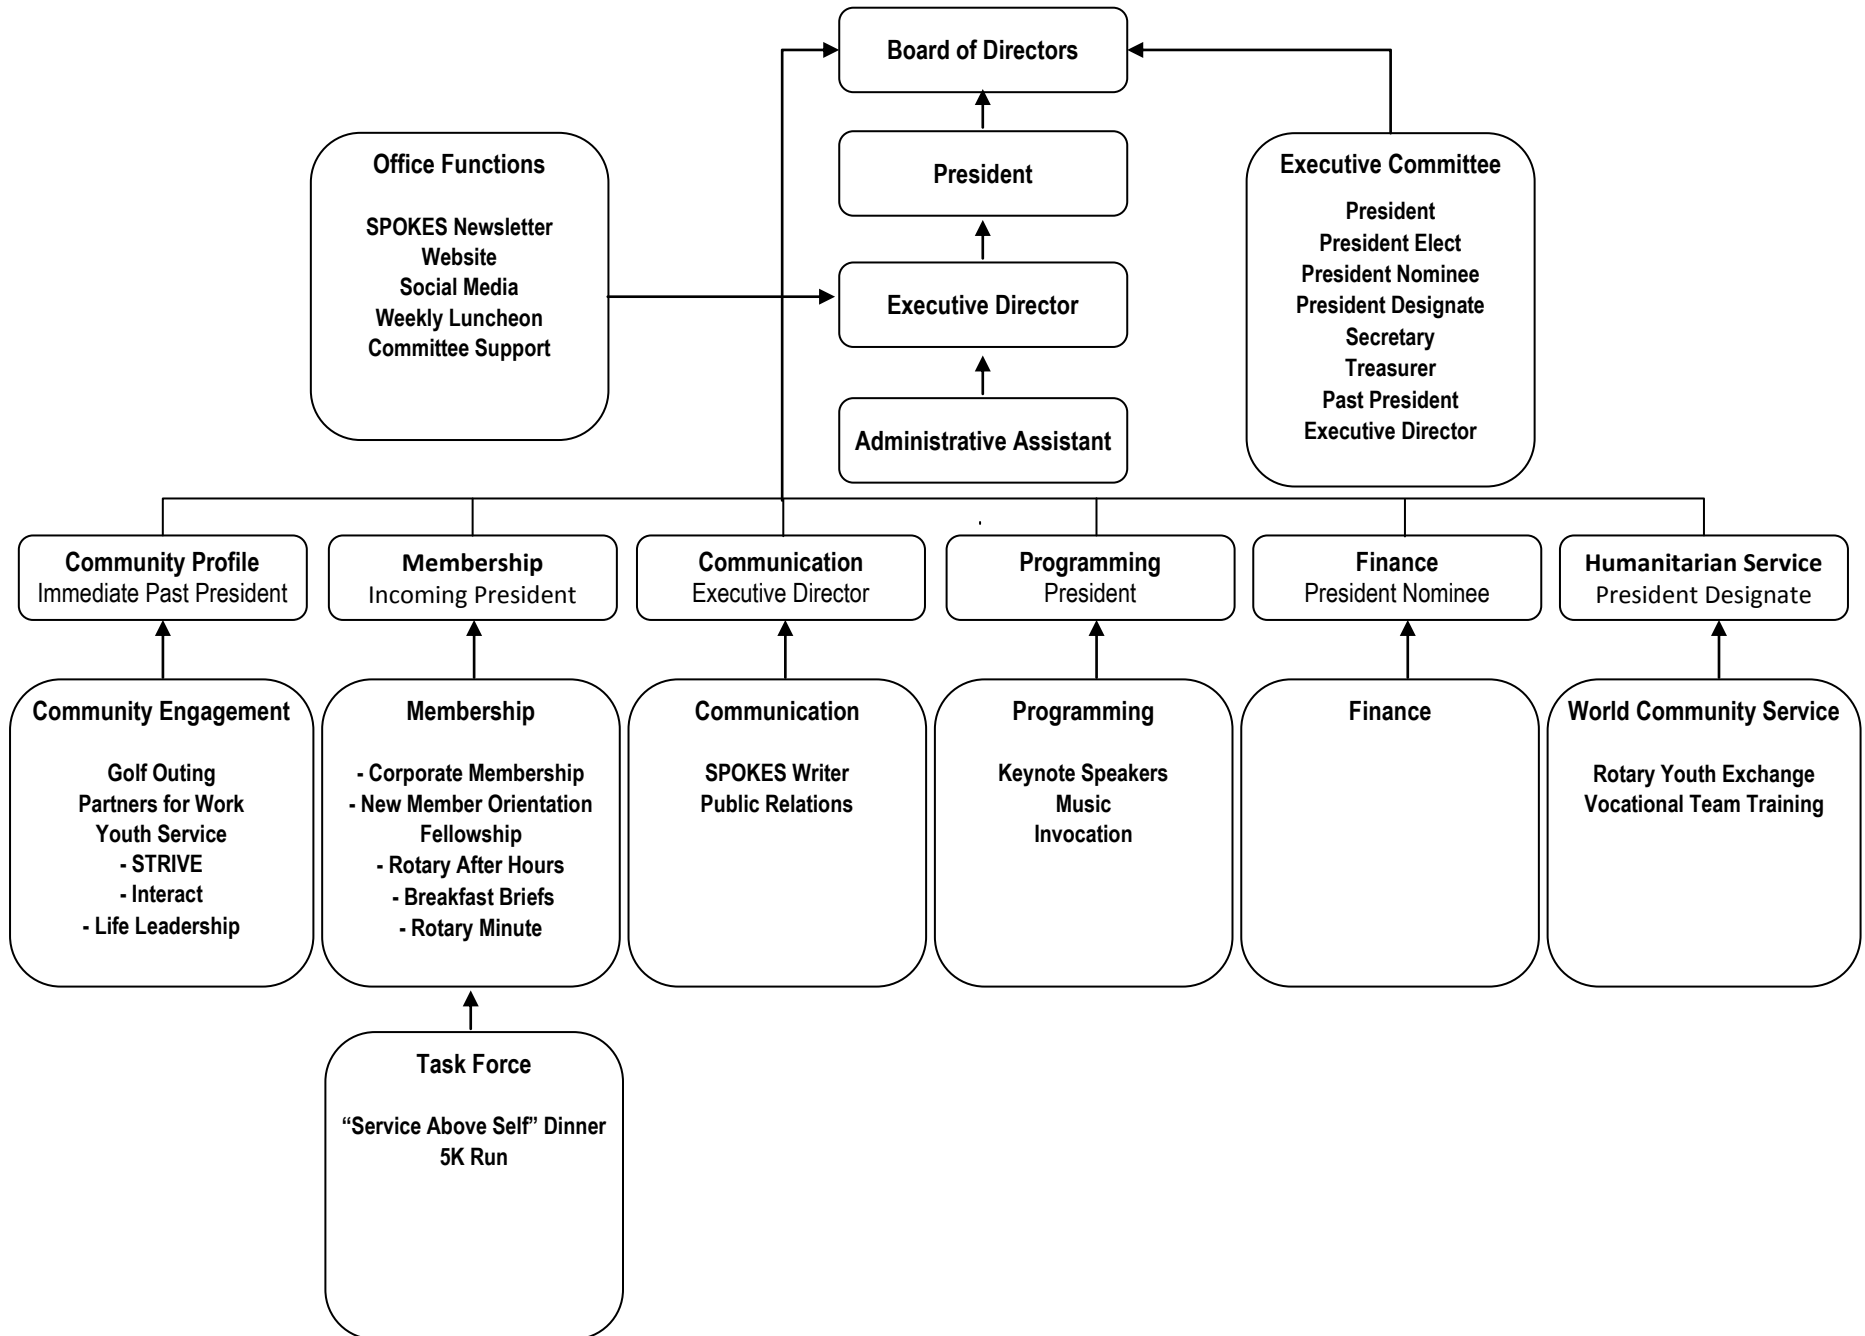 Board of Directors
President
Executive Director
Administrative Assistant
Office Functions
SPOKES Newsletter
Website
Social Media
Weekly Luncheon
Committee Support
Executive Committee
President
President Elect
President Nominee
President Designate
Secretary
Treasurer
Past President
Executive Director
Community Profile
Immediate Past President
Membership
Incoming President
Communication
Executive Director
Programming
President
Finance
President Nominee
Humanitarian Service
President Designate
Community Engagement
Golf Outing
Partners for Work
Youth Service
- STRIVE
- Interact
- Life Leadership
Membership
- Corporate Membership
- New Member Orientation
Fellowship
- Rotary After Hours
- Breakfast Briefs
- Rotary Minute
Communication
SPOKES Writer
Public Relations
Programming
Keynote Speakers
Music
Invocation
Finance
World Community Service
Rotary Youth Exchange
Vocational Team Training
Task Force
“Service Above Self” Dinner
5K Run